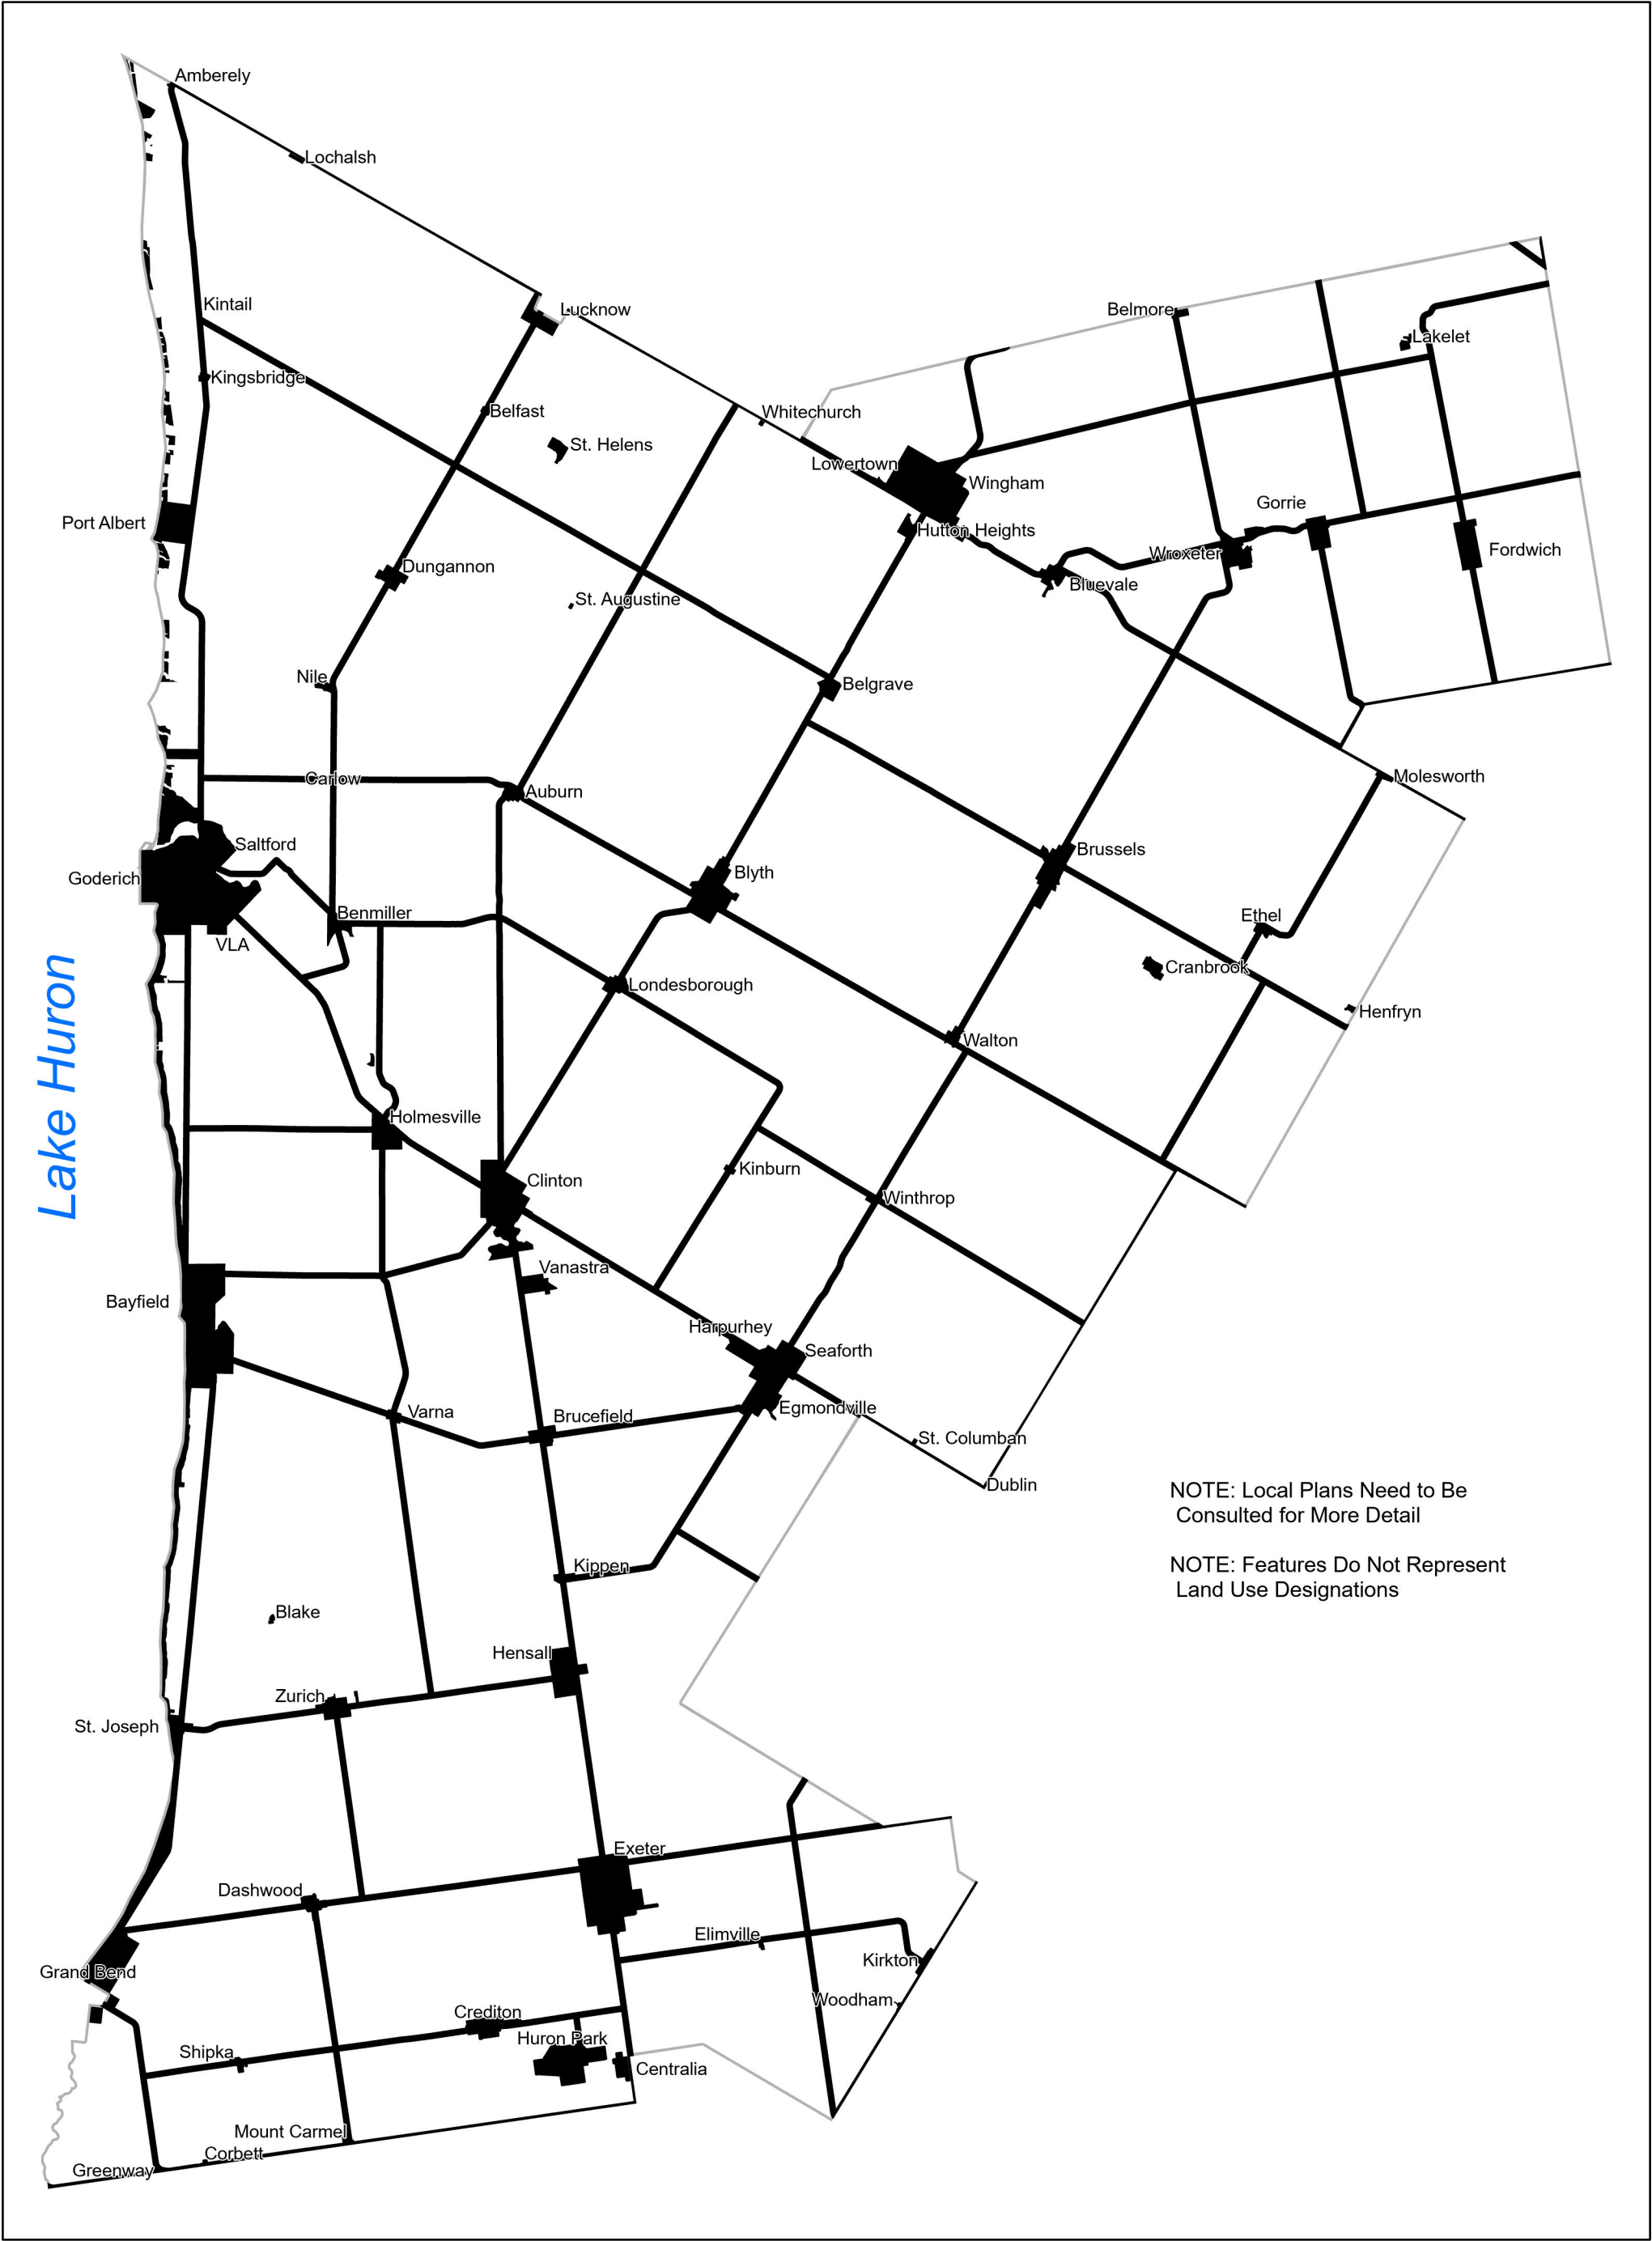 Amberely
Lochalsh
Kintail
Lucknow
Belmore
Lakelet
Kingsbridge
Belfast
Whitechurch
St. Helens
Lowertown
Wingham
Gorrie
Port Albert
Hutton Heights
Wroxeter
Fordwich
Dungannon
Bluevale
St. Augustine
Nile
Belgrave
Carlow
Molesworth
Auburn
Saltford
Brussels
Blyth
Goderich
Benmiller
Ethel
VLA
Cranbrook
Londesborough
Henfryn
Lake Huron
Walton
Holmesville
Kinburn
Clinton
Winthrop
Vanastra
Bayfield
Harpurhey
Seaforth
Egmondville
Varna
Brucefield
St. Columban
Dublin
NOTE: Local Plans Need to Be
Consulted for More Detail
NOTE: Features Do Not Represent
Land Use Designations
Kippen
Blake
Hensall
Zurich
St. Joseph
Exeter
Dashwood
Elimville
Kirkton
Grand Bend
Woodham
Crediton
Huron Park
Shipka
Centralia
Mount Carmel
Corbett
Greenway